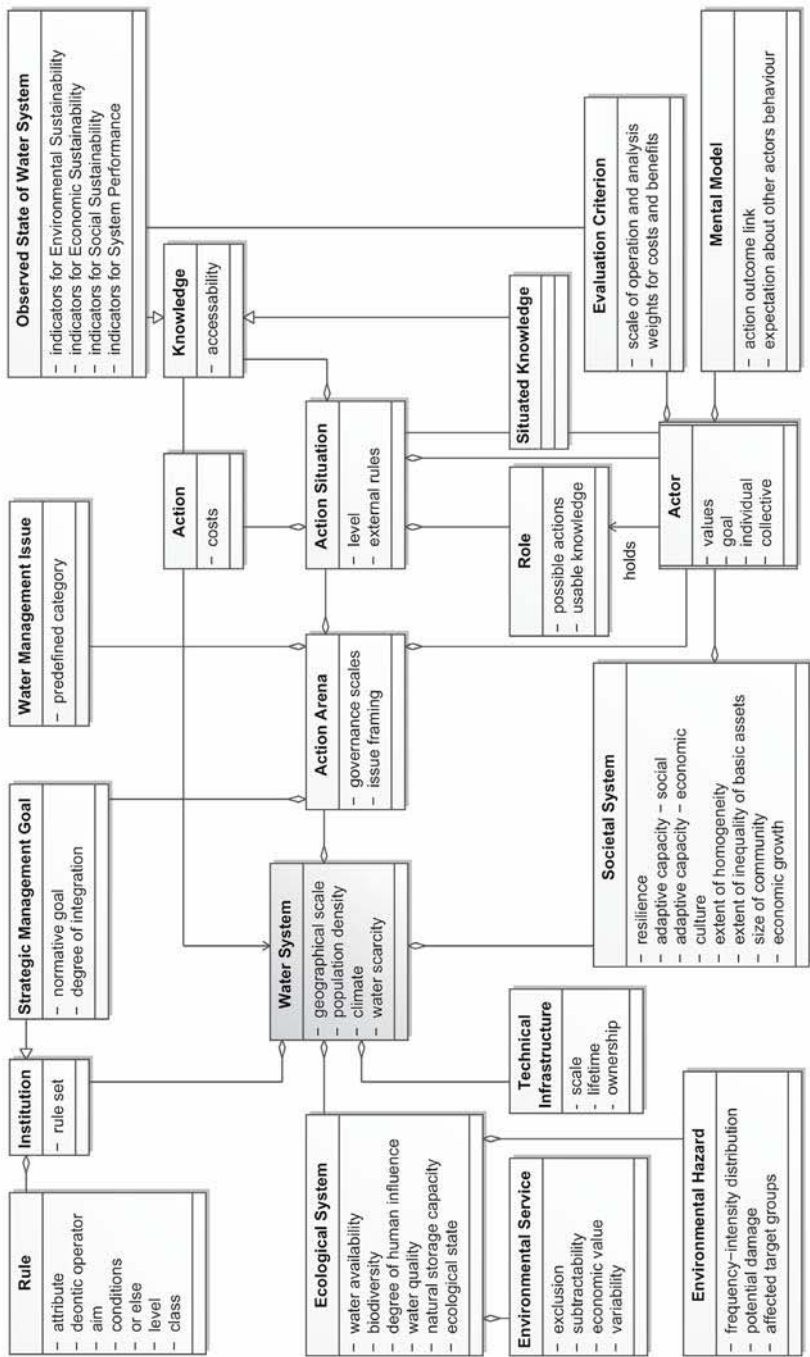 Rule
– attribute
– deontic operator
– aim
– conditions
– or else
– level
– class
Institution
– rule set
Strategic Management Goal
– normative goal
– degree of integration
Water Management Issue
– predefined category
Observed State of Water System
– indicators for Environmental Sustainability
– indicators for Economic Sustainability
– indicators for Social Sustainability
– indicators for System Performance
Action
– costs
Knowledge
– accessability
Water System
– geographical scale
– population density
– climate
– water scarcity
Action Arena
– governance scales
– issue framing
Action Situation
– level
– external rules
Ecological System
– water availability
– biodiversity
– degree of human influence
– water quality
– natural storage capacity
– ecological state
Environmental Service
– exclusion
– subtractability
– economic value
– variability
Technical
Infrastructure
- scale
- lifetime
- ownership
Role
– possible actions
– usable knowledge
Situated Knowledge
holds
Evaluation Criterion
– scale of operation and analysis
– weights for costs and benefits
Societal System
- resilience
- adaptive capacity – social
- adaptive capacity – economic
- culture
- extent of homogeneity
- extent of inequality of basic assets
- size of community
- economic growth
Actor
– values
– goal
– individual
– collective
Environmental Hazard
– frequency–intensity distribution
– potential damage
– affected target groups
Mental Model
– action outcome link
– expectation about other actors behaviour